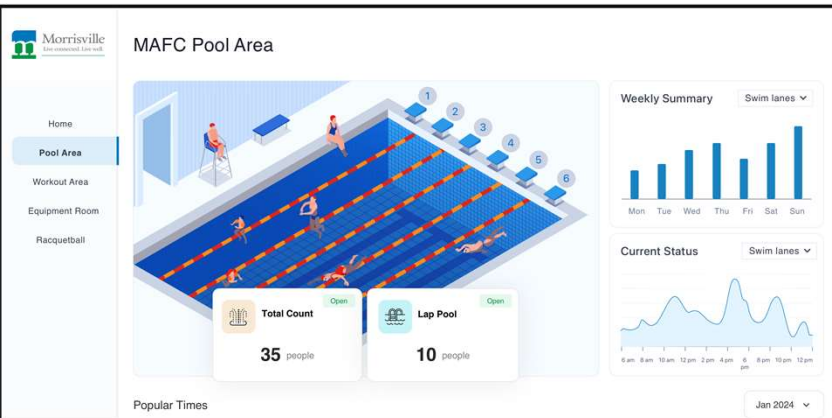 Morrisville
Live connected. Live well.
MAFC Pool Area
Home
Pool Area
Workout Area
Equipment Room
Racquetball
1
2
3
4
5
6
Open
Total Count
35 people
Open
Lap Pool
10 people
Weekly Summary
Swim lanes
Mon Tue Wed Thu Fri Sat Sun
Current Status
Swim lanes
6 am 8 am 10 am 12 pm 2 pm 4 pm 6 pm 8 pm 10 pm 12 pm
Popular Times
Jan 2024